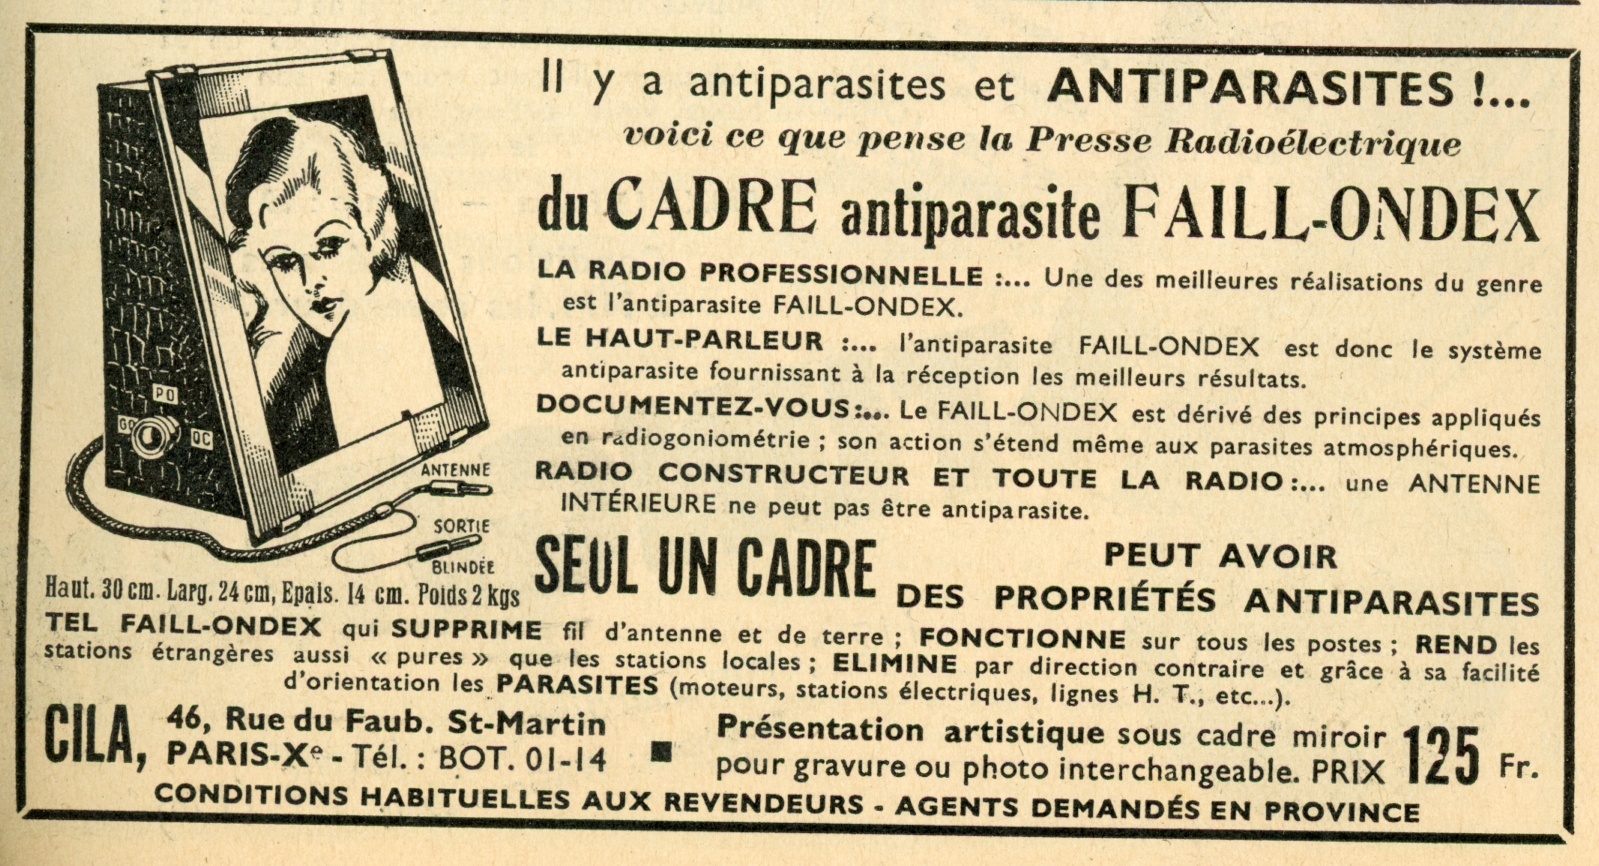 Il y a antiparasites et ANTIPARASITES !...
voici ce que pense la Presse Radioélectrique
du CADRE antiparasite FAILL-ONDEX
LA RADIO PROFESSIONNELLE :... Une des meilleures réalisations du genre
est l'antiparasite FAILL-ONDEX.
LE HAUT-PARLEUR :... l'antiparasite FAILL-ONDEX est donc le système
antiparasite fournissant à la réception les meilleurs résultats.
DOCUMENTEZ-VOUS :... Le FAILL-ONDEX est dérivé des principes appliqués
en radiogoniométrie ; son action s'étend même aux parasites atmosphériques.
RADIO CONSTRUCTEUR ET TOUTE LA RADIO :... une ANTENNE
INTÉRIEURE ne peut pas être antiparasite.
PO
GO
OC
ANTENNE
SORTIE
BLINDÉE
Haut. 30 cm. Larg. 24 cm, Epais. 14 cm. Poids 2 kgs
SEUL UN CADRE PEUT AVOIR
DES PROPRIÉTÉS ANTIPARASITES
TEL FAILL-ONDEX qui SUPPRIME fil d'antenne et de terre ; FONCTIONNE sur tous les postes ; REND les
stations étrangères aussi « pures » que les stations locales ; ELIMINE par direction contraire et grâce à sa facilité
d'orientation les PARASITES (moteurs, stations électriques, lignes H. T., etc...).
CILA, 46, Rue du Faub. St-Martin
PARIS-Xe - Tél. : BOT. 01-14
■ Présentation artistique sous cadre miroir
pour gravure ou photo interchangeable. PRIX 125 Fr.
CONDITIONS HABITUELLES AUX REVENDEURS - AGENTS DEMANDÉS EN PROVINCE